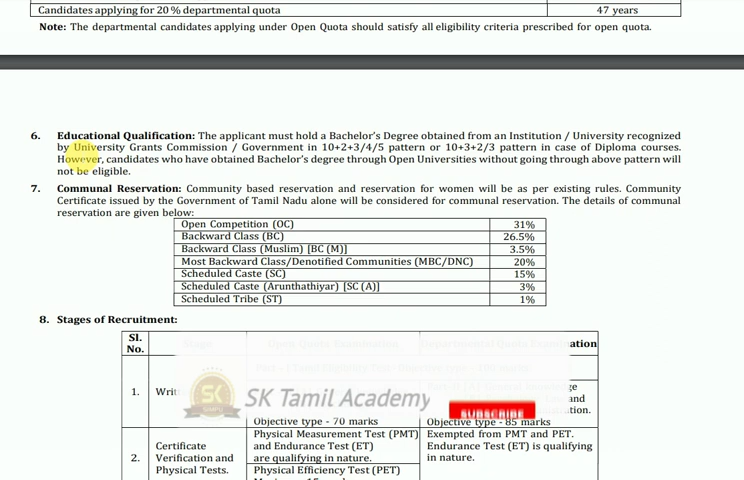 Candidates applying for 20 % departmental quota 47 years
Note: The departmental candidates applying under Open Quota should satisfy all eligibility criteria prescribed for open quota.
6. Educational Qualification: The applicant must hold a Bachelor's Degree obtained from an Institution / University recognized
by University Grants Commission / Government in 10+2+3/4/5 pattern or 10+3+2/3 pattern in case of Diploma courses.
However, candidates who have obtained Bachelor's degree through Open Universities without going through above pattern will
not be eligible.
7. Communal Reservation: Community based reservation and reservation for women will be as per existing rules. Community
Certificate issued by the Government of Tamil Nadu alone will be considered for communal reservation. The details of communal
reservation are given below:
Open Competition (OC) 31%
Backward Class (BC) 26.5%
Backward Class (Muslim) [BC (M)] 3.5%
Most Backward Class/Denotified Communities (MBC/DNC) 20%
Scheduled Caste (SC) 15%
Scheduled Caste (Arunthathiyar) [SC (A)] 3%
Scheduled Tribe (ST) 1%
8. Stages of Recruitment:
Sl.
No.
ation
1. Writ
ge
and
ation.
SK
SK Tamil Academy
SUBSCRIBE
Objective type - 70 marks
Objective type - 85 marks
2.
Certificate
Verification and
Physical Tests.
Physical Measurement Test (PMT)
and Endurance Test (ET)
are qualifying in nature.
Physical Efficiency Test (PET)
Exempted from PMT and PET.
Endurance Test (ET) is qualifying
in nature.